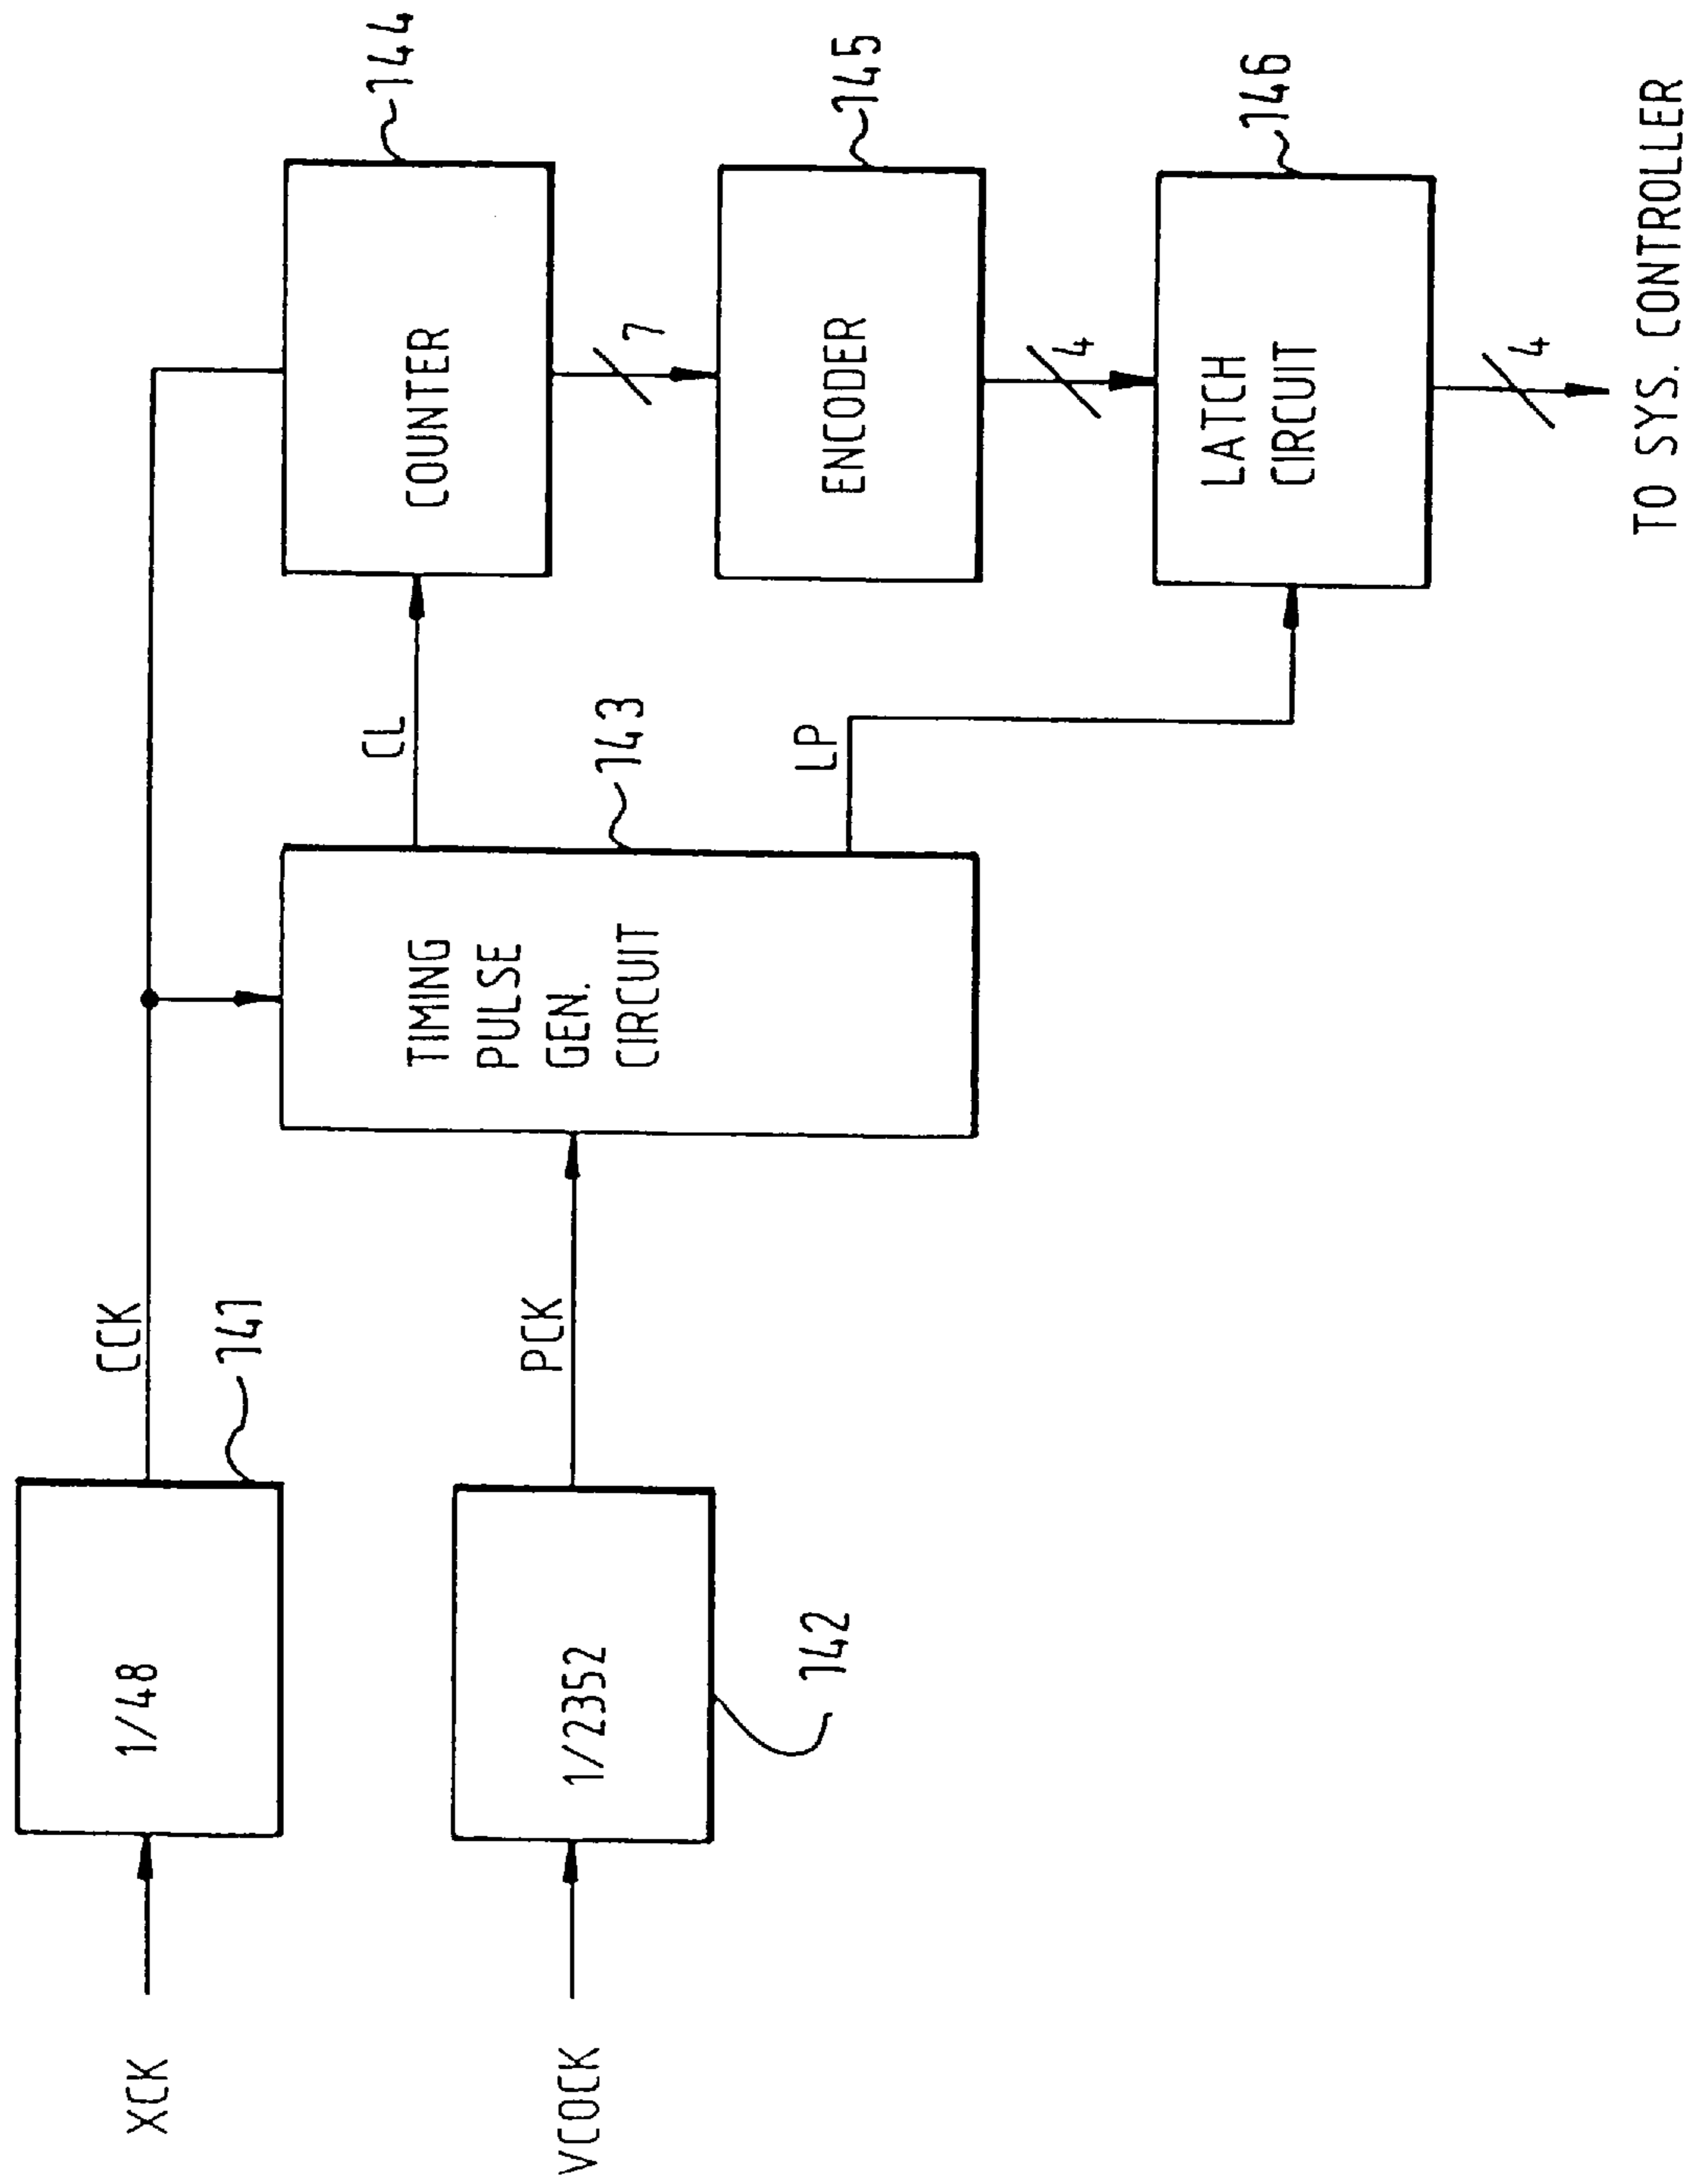 XCK
1/48
141
CCK
VCOCK
1/2352
142
PCK
TIMING
PULSE
GEN.
CIRCUIT
143
CL
LP
COUNTER
144
7
ENCODER
145
4
LATCH
CIRCUIT
146
4
TO SYS. CONTROLLER